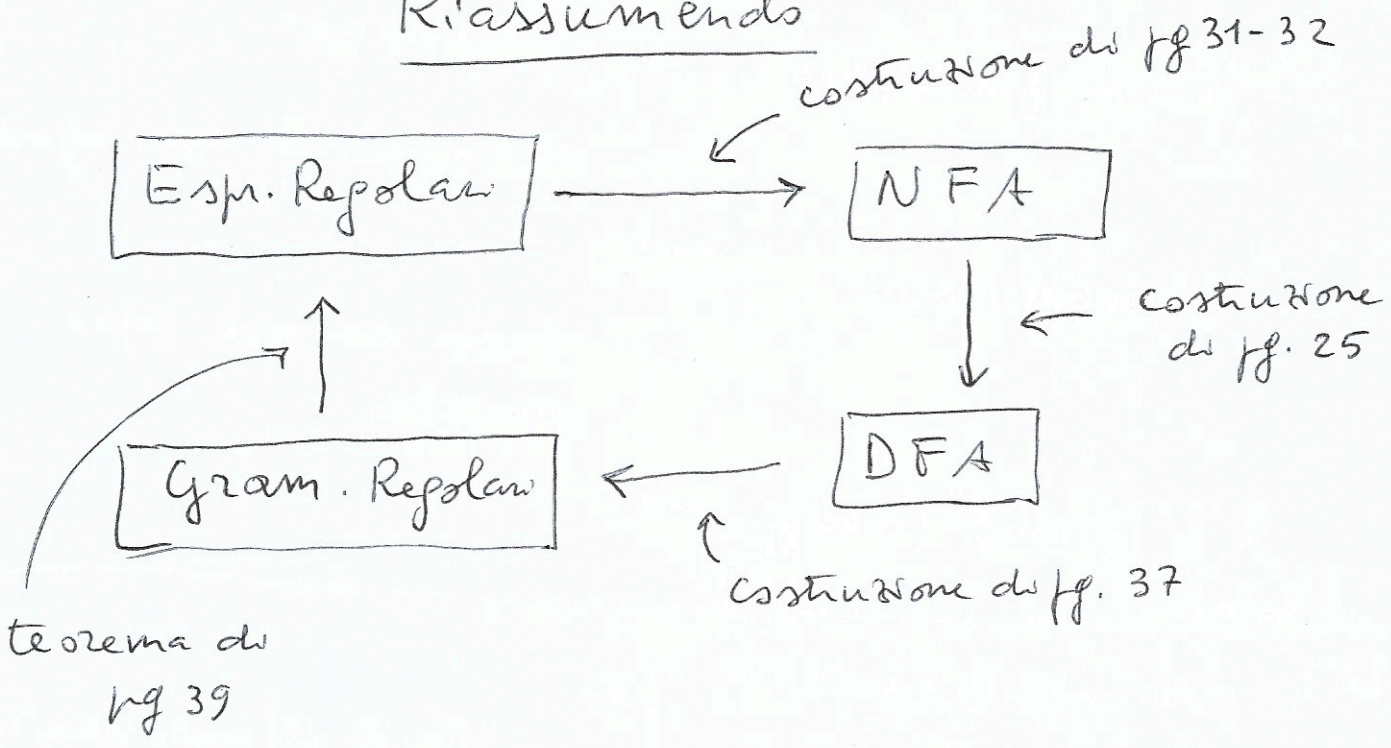 Riassumendo
costruzione di pg 31-32
Espr. Regolari
NFA
costruzione
di pg. 25
Gram. Regolari
DFA
costruzione di pg. 37
teorema di
pg 39